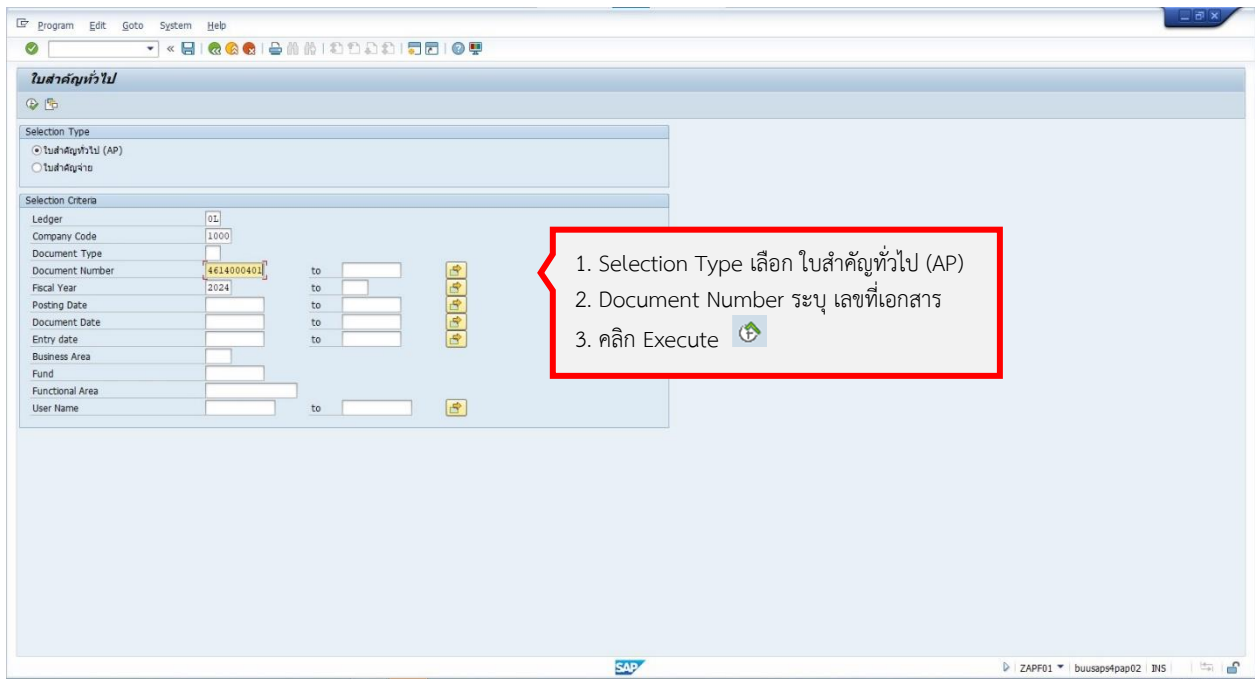 Program Edit Goto System Help
ใบสำคัญทั่วไป
Selection Type
ใบสำคัญทั่วไป (AP)
ใบสำคัญจ่าย
Selection Criteria
Ledger 0L
Company Code 1000
Document Type
Document Number 4614000401 to
Fiscal Year 2024 to
Posting Date to
Document Date to
Entry date to
Business Area
Fund
Functional Area
User Name to
1. Selection Type เลือก ใบสำคัญทั่วไป (AP)
2. Document Number ระบุ เลขที่เอกสาร
3. คลิก Execute
SAP
ZAPF01 buusaps4pap02 INS